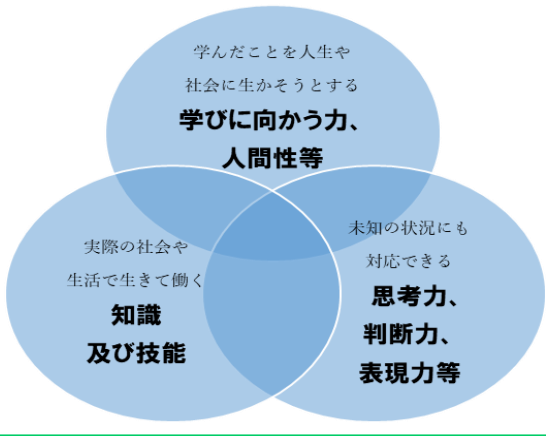 学んだことを人生や
社会に生かそうとする
学びに向かう力、
人間性等
実際の社会や
生活で生きて働く
知識
及び技能
未知の状況にも
対応できる
思考力、
判断力、
表現力等